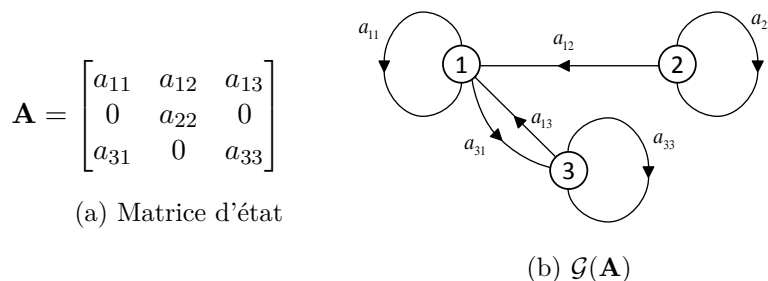 A = [a11 a12 a13
0 a22 0
a31 0 a33]
(a) Matrice d'état
a11
a12
a2
1
2
a13
a31
a33
3
(b) G(A)